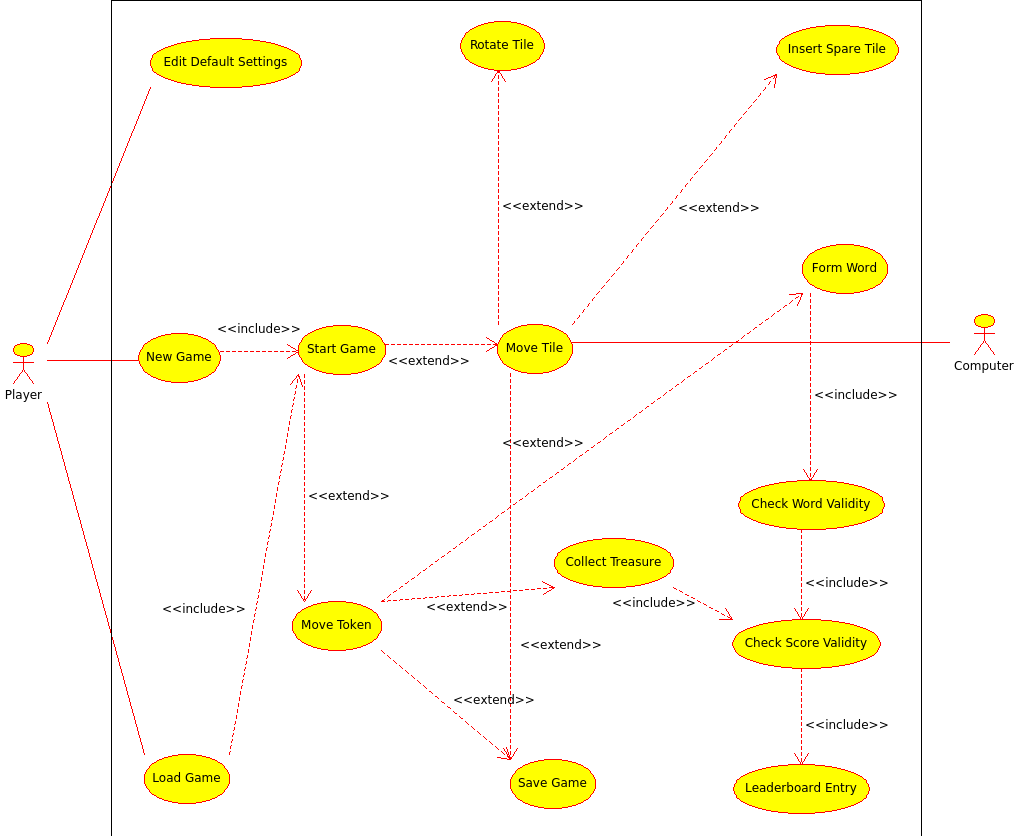 Rotate Tile
Insert Spare Tile
Edit Default Settings
<<extend>>
<<extend>>
Form Word
<<include>>
New Game
Start Game
<<extend>>
Move Tile
Player
Computer
<<include>>
<<extend>>
<<extend>>
Check Word Validity
Collect Treasure
<<include>>
<<include>>
<<include>>
<<extend>>
Move Token
<<extend>>
Check Score Validity
<<extend>>
<<include>>
Load Game
Save Game
Leaderboard Entry